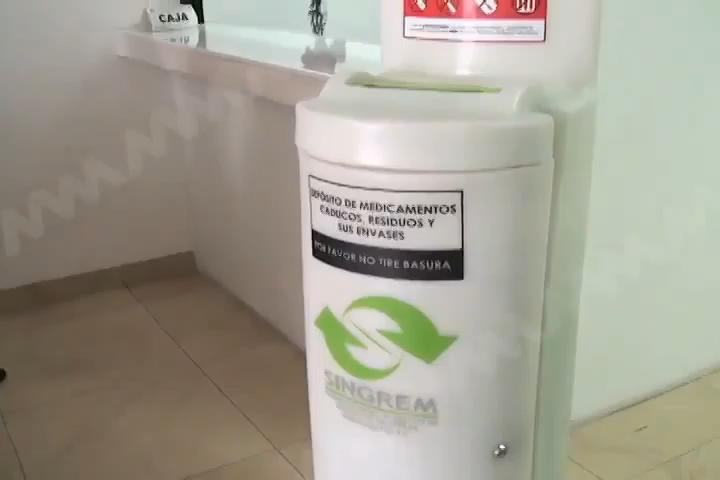 CAJA
DEPÓSITO DE MEDICAMENTOS
CADUCOS, RESIDUOS Y
SUS ENVASES
POR FAVOR NO TIRE BASURA
SINGREM